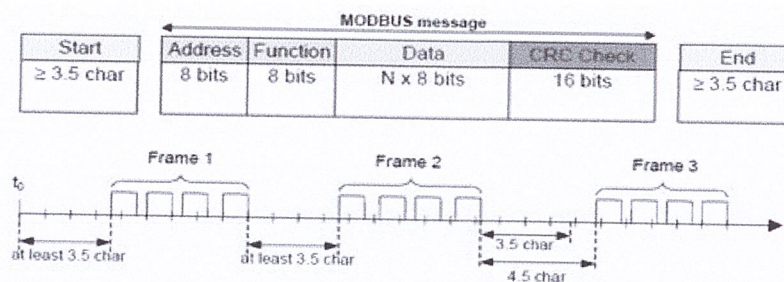 MODBUS message
Start Address Function Data CRC Check End
≥ 3.5 char 8 bits 8 bits N x 8 bits 16 bits ≥ 3.5 char
Frame 1 Frame 2 Frame 3
t0
at least 3.5 char at least 3.5 char 3.5 char
4.5 char